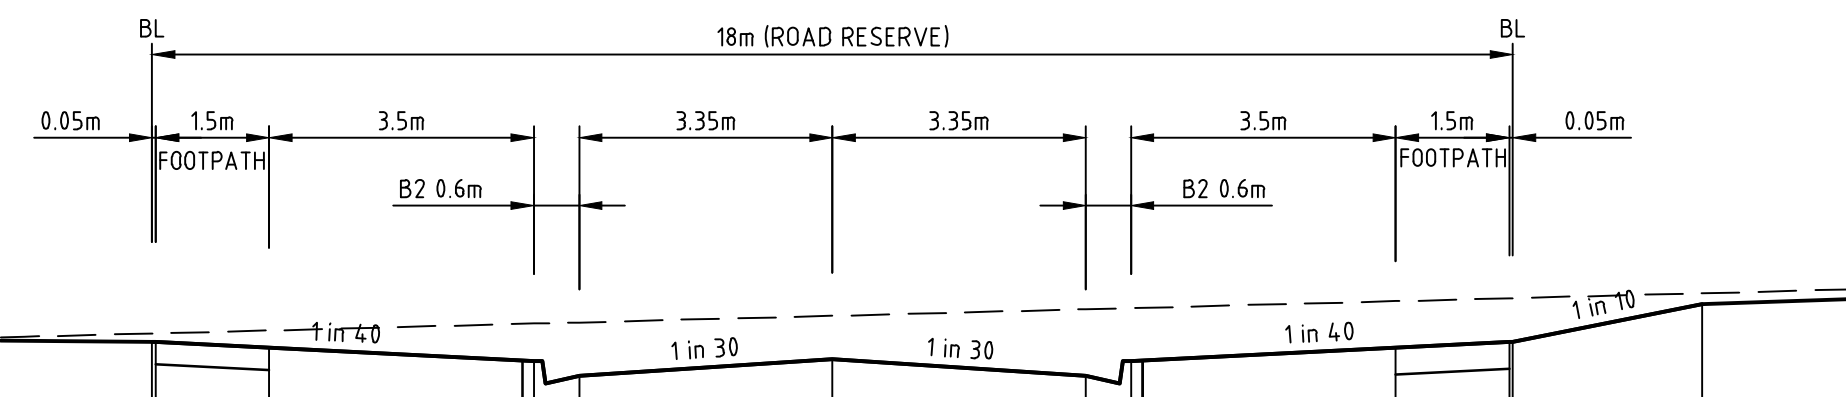 BL
18m (ROAD RESERVE)
BL
0.05m
1.5m
3.5m
3.35m
3.35m
3.5m
1.5m
0.05m
FOOTPATH
FOOTPATH
B2 0.6m
B2 0.6m
1 in 40
1 in 30
1 in 30
1 in 40
1 in 10